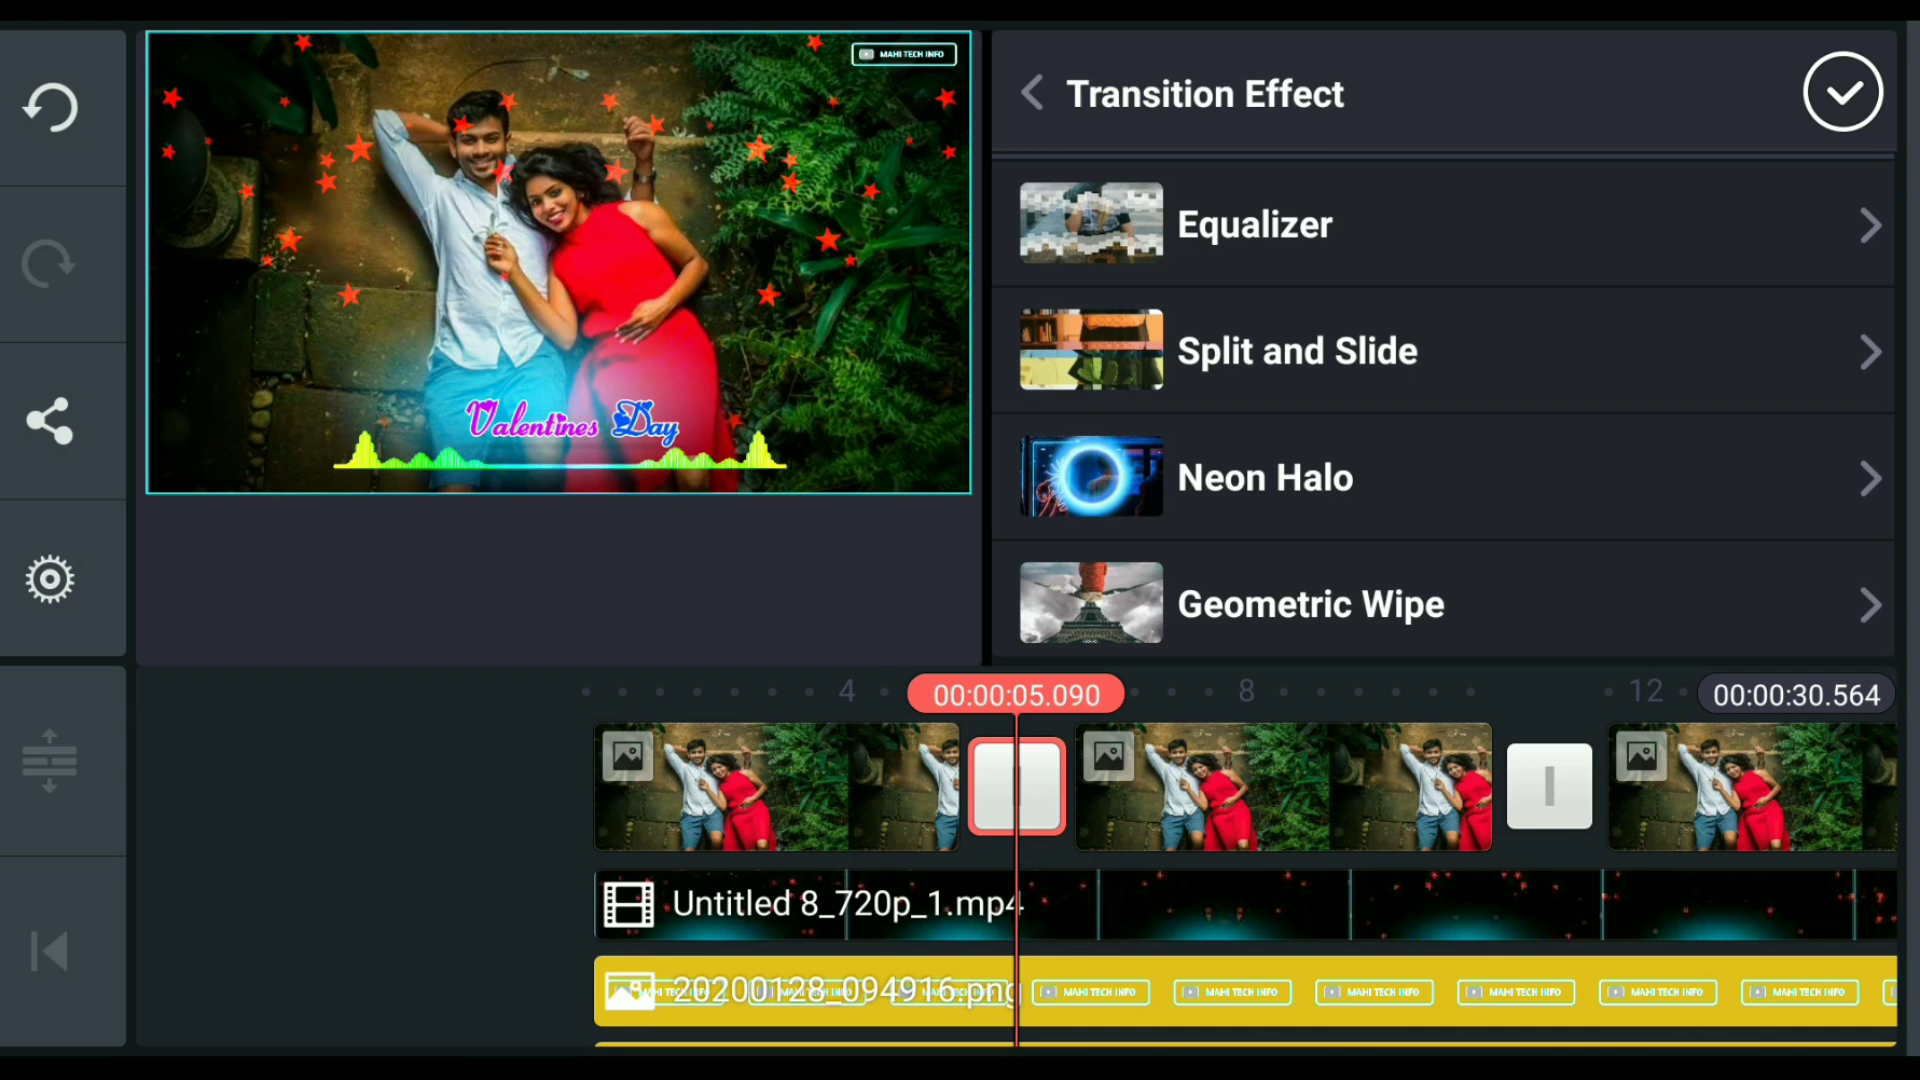 MAHI TECH INFO
Valentines Day
Transition Effect
Equalizer
Split and Slide
Neon Halo
Geometric Wipe
4
00:00:05.090
8
12
00:00:30.564
Untitled 8_720p_1.mp4
20200128_094916.png
MAHI TECH INFO
MAHI TECH INFO
MAHI TECH INFO
MAHI TECH INFO
MAHI TECH INFO
MAHI TECH INFO